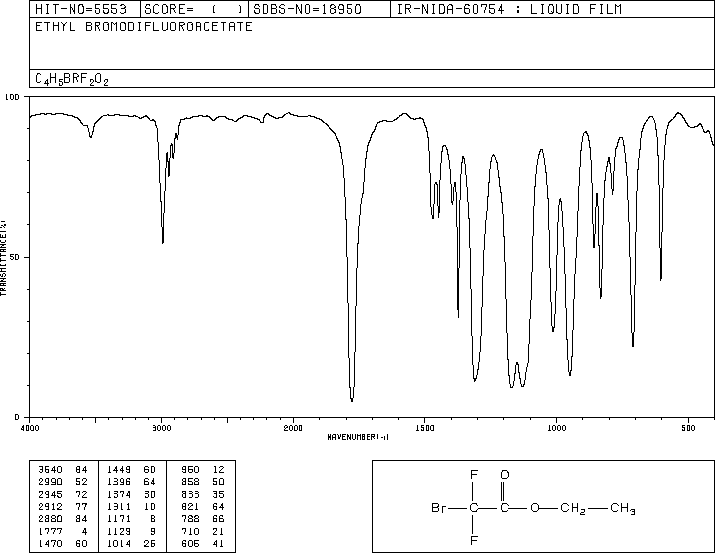 HIT-NO=5553 SCORE= ( ) SDBS-NO=18950 IR-NIDA-60754 : LIQUID FILM
ETHYL BROMODIFLUOROACETATE
C4H5BRF2O2
100
TRANSMITTANCE(%)
50
0
4000 3000 2000 1500 1000 500
WAVENUMBER(-1)
3540 84 1449 60 950 12
2990 52 1396 64 858 50
2945 72 1374 30 833 35
2912 77 1311 10 821 64
2880 84 1171 8 788 66
1777 4 1129 9 710 21
1470 60 1014 26 605 41
F O
Br C C O CH2 CH3
F